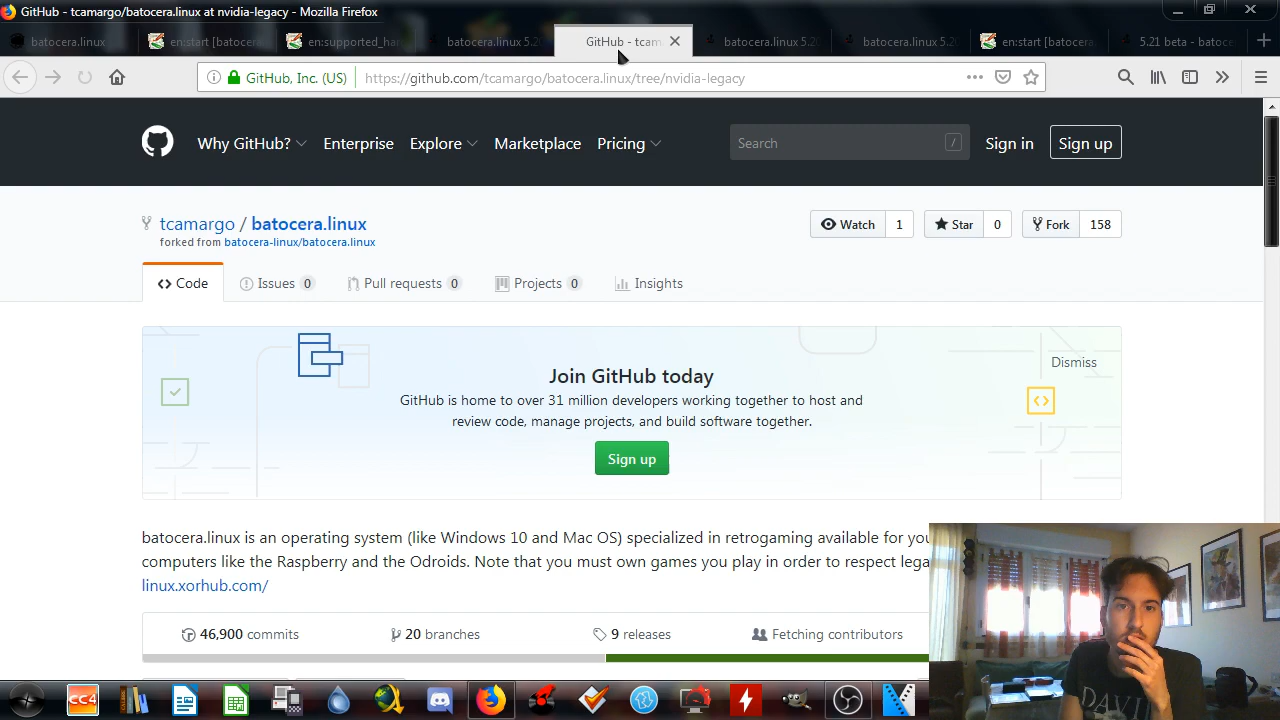 GitHub - tcamargo/batocera.linux at nvidia-legacy - Mozilla Firefox
batocera.linux
en:start [batocera
en:supported_har
batocera.linux 5.20
GitHub - tcam
batocera.linux 5.20
batocera.linux 5.20
en:start [batocera
5.21 beta - batoce
GitHub, Inc. (US)
https://github.com/tcamargo/batocera.linux/tree/nvidia-legacy
Why GitHub?
Enterprise
Explore
Marketplace
Pricing
Search
/
Sign in
Sign up
tcamargo / batocera.linux
forked from batocera-linux/batocera.linux
Watch 1
Star 0
Fork 158
Code
Issues 0
Pull requests 0
Projects 0
Insights
Join GitHub today
Dismiss
GitHub is home to over 31 million developers working together to host and
review code, manage projects, and build software together.
Sign up
batocera.linux is an operating system (like Windows 10 and Mac OS) specialized in retrogaming available for you
computers like the Raspberry and the Odroids. Note that you must own games you play in order to respect lega
linux.xorhub.com/
46,900 commits
20 branches
9 releases
Fetching contributors
CC4
DAVID